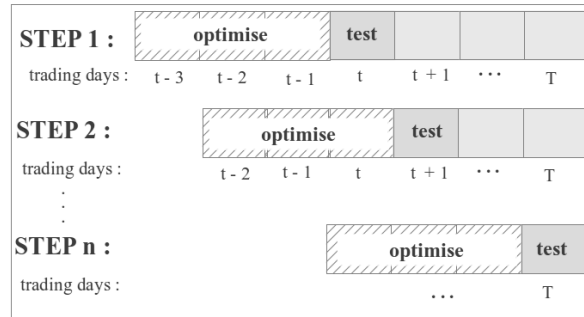 STEP 1 : optimise test
trading days : t - 3 t - 2 t - 1 t t + 1 ... T
STEP 2 : optimise test
trading days : t - 2 t - 1 t t + 1 ... T
.
.
.
STEP n : optimise test
trading days : ... T